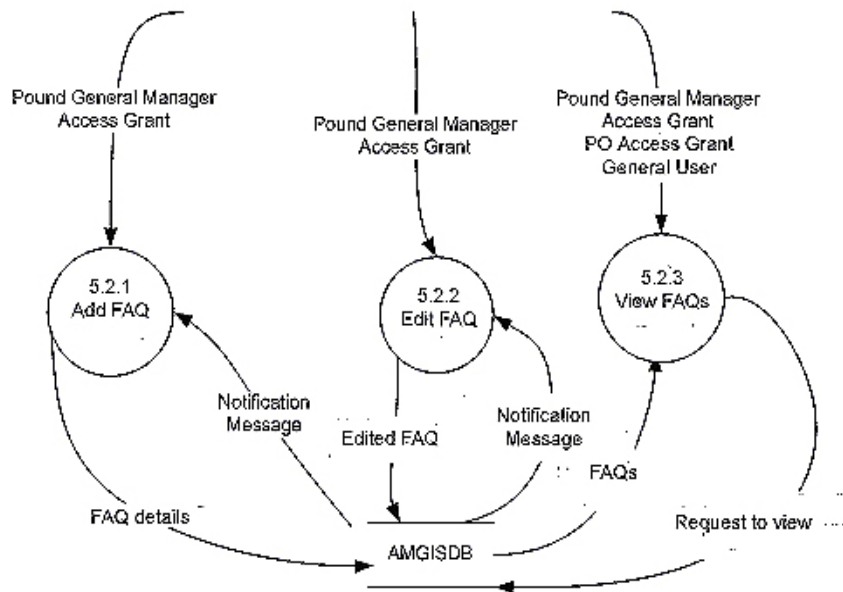 Pound General Manager
Access Grant
Pound General Manager
Access Grant
Pound General Manager
Access Grant
PO Access Grant
General User
5.2.1
Add FAQ
5.2.2
Edit FAQ
5.2.3
View FAQs
Notification
Message
Edited FAQ
Notification
Message
FAQs
FAQ details
Request to view
AMGISDB